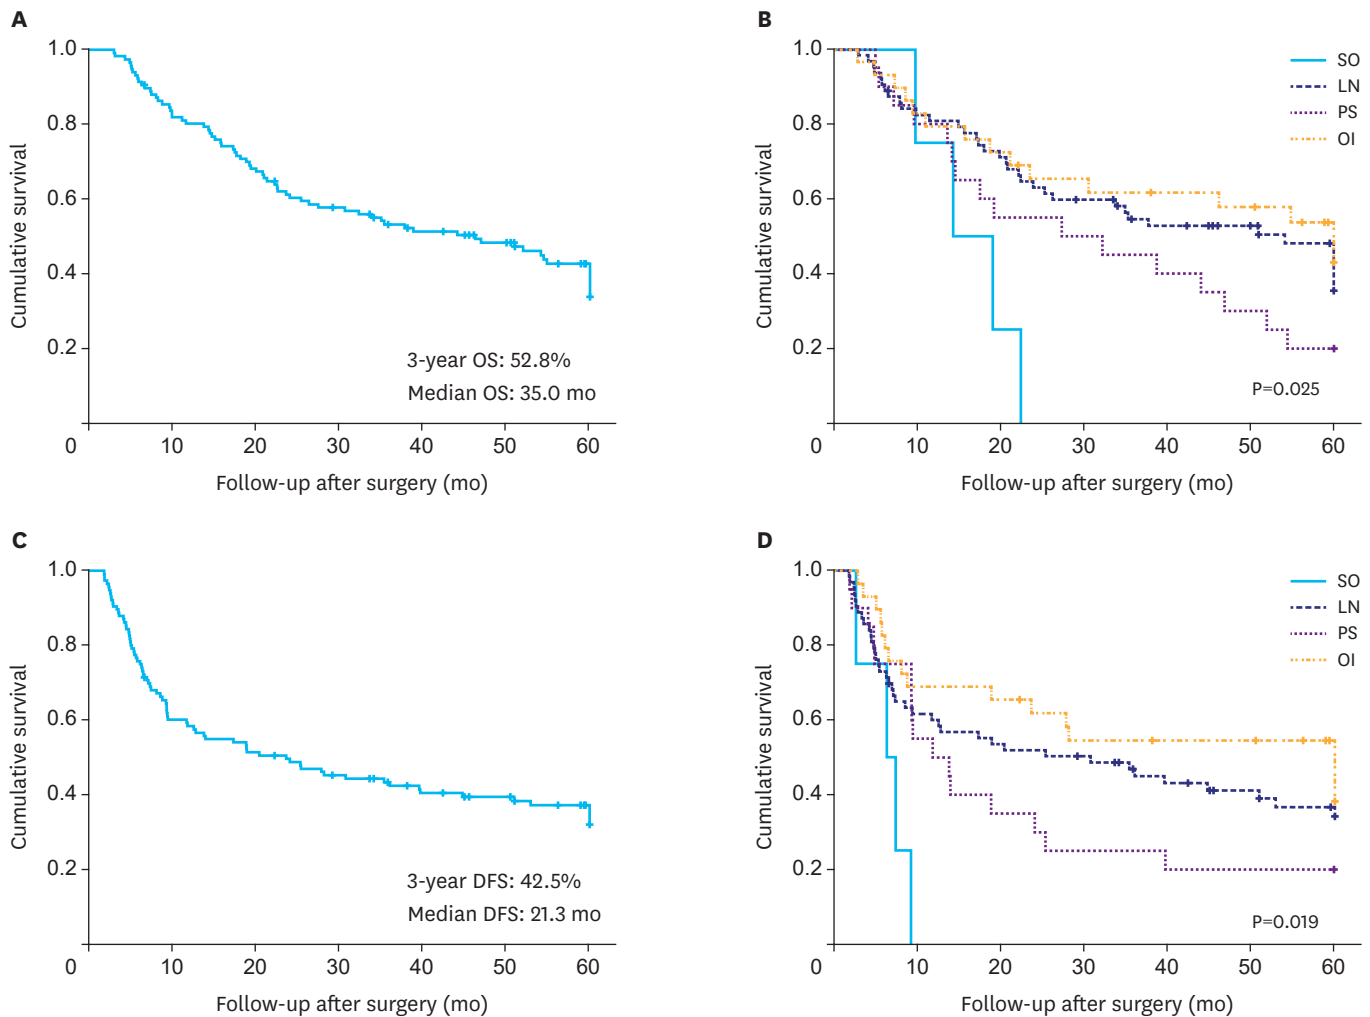 A
1.0
0.8
0.6
0.4
0.2
Cumulative survival
3-year OS: 52.8%
Median OS: 35.0 mo
0 10 20 30 40 50 60
Follow-up after surgery (mo)
B
1.0
0.8
0.6
0.4
0.2
Cumulative survival
SO
LN
PS
OI
P=0.025
0 10 20 30 40 50 60
Follow-up after surgery (mo)
C
1.0
0.8
0.6
0.4
0.2
Cumulative survival
3-year DFS: 42.5%
Median DFS: 21.3 mo
0 10 20 30 40 50 60
Follow-up after surgery (mo)
D
1.0
0.8
0.6
0.4
0.2
Cumulative survival
SO
LN
PS
OI
P=0.019
0 10 20 30 40 50 60
Follow-up after surgery (mo)